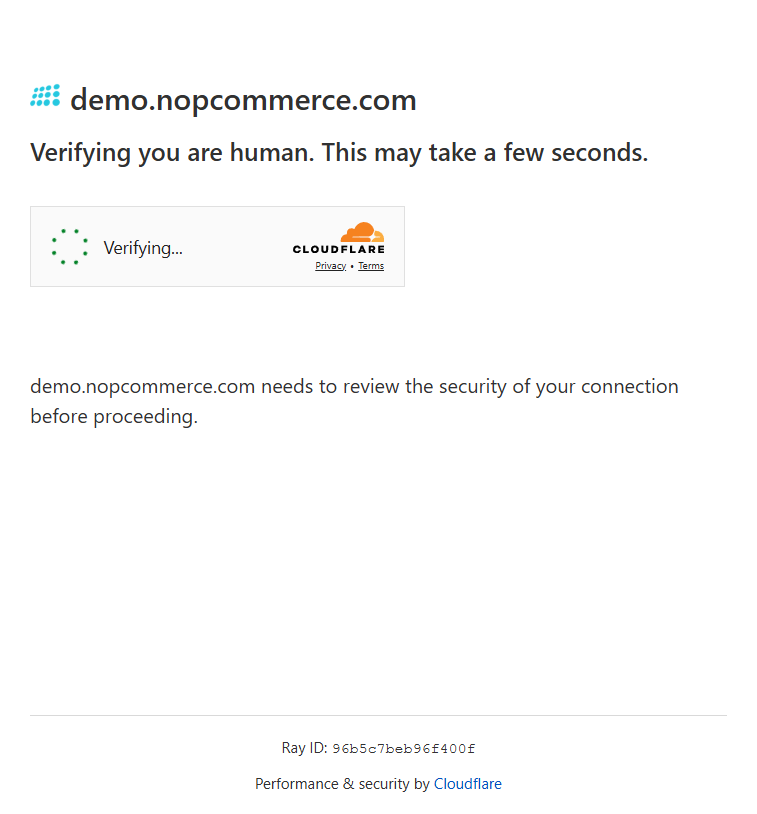 demo.nopcommerce.com
Verifying you are human. This may take a few seconds.
Verifying...
CLOUDFLARE
Privacy • Terms
demo.nopcommerce.com needs to review the security of your connection
before proceeding.
Ray ID: 96b5c7beb96f400f
Performance & security by Cloudflare